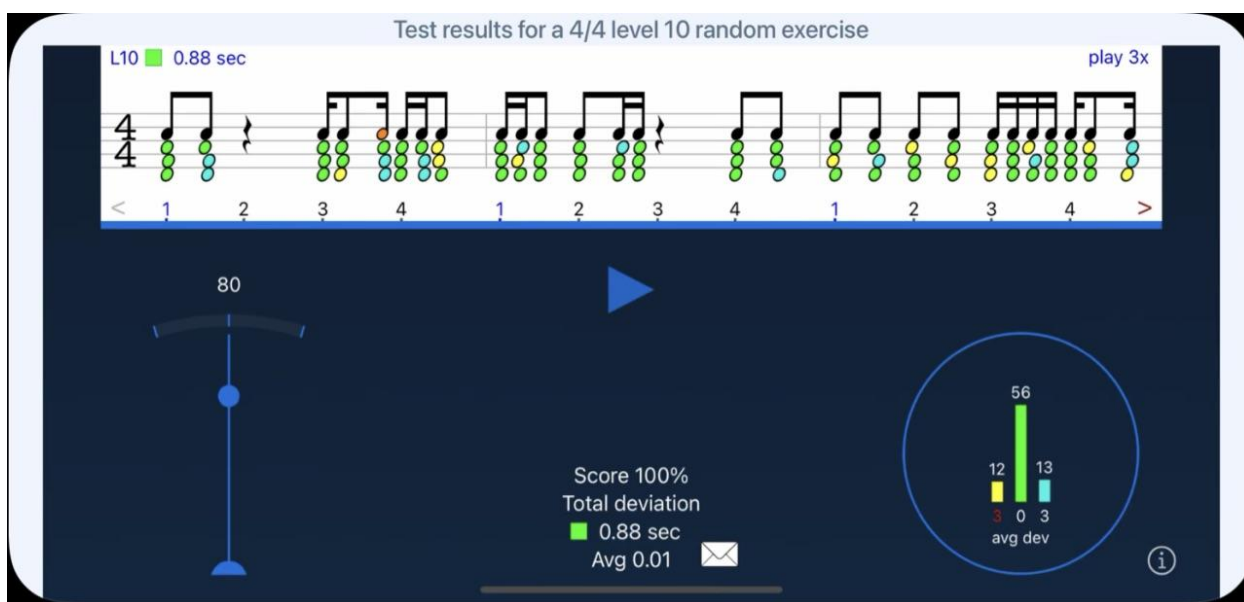 Test results for a 4/4 level 10 random exercise
L10 0.88 sec play 3x
4
4
< 1 2 3 4 1 2 3 4 1 2 3 4 >
80
56
12 13
3 0 3
avg dev
Score 100%
Total deviation
0.88 sec
Avg 0.01
i